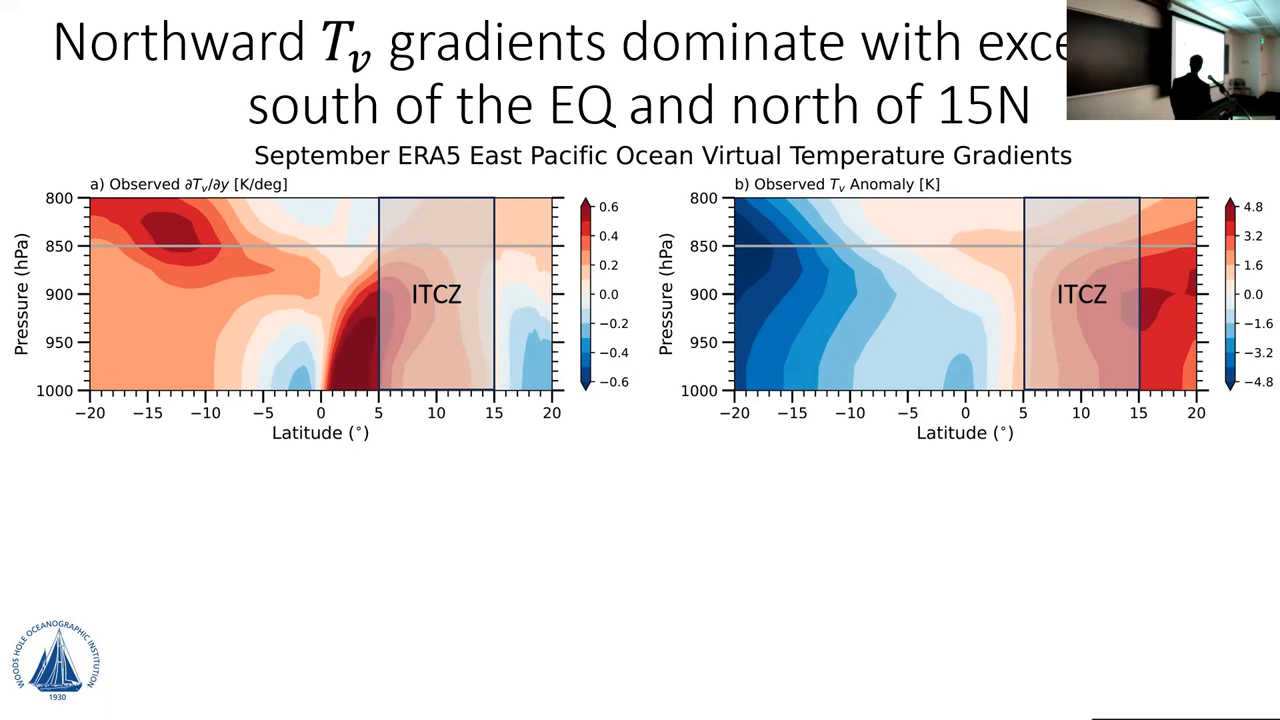 Northward Tᵥ gradients dominate with exce
south of the EQ and north of 15N
September ERA5 East Pacific Ocean Virtual Temperature Gradients
a) Observed ∂Tᵥ/∂y [K/deg]
800
850
900
950
1000
Pressure (hPa)
ITCZ
−20 −15 −10 −5 0 5 10 15 20
Latitude (°)
0.6
0.4
0.2
0.0
−0.2
−0.4
−0.6
b) Observed Tᵥ Anomaly [K]
800
850
900
950
1000
Pressure (hPa)
ITCZ
−20 −15 −10 −5 0 5 10 15 20
Latitude (°)
4.8
3.2
1.6
0.0
−1.6
−3.2
−4.8
WOODS HOLE OCEANOGRAPHIC INSTITUTION
1930